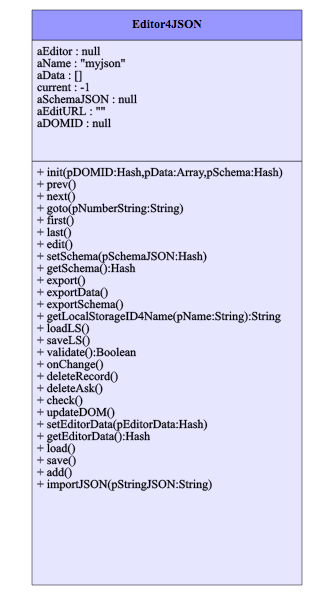 Editor4JSON
aEditor : null
aName : "myjson"
aData : []
current : -1
aSchemaJSON : null
aEditURL : ""
aDOMID : null
+ init(pDOMID:Hash,pData:Array,pSchema:Hash)
+ prev()
+ next()
+ goto(pNumberString:String)
+ first()
+ last()
+ edit()
+ setSchema(pSchemaJSON:Hash)
+ getSchema():Hash
+ export()
+ exportData()
+ exportSchema()
+ getLocalStorageID4Name(pName:String):String
+ loadLS()
+ saveLS()
+ validate():Boolean
+ onChange()
+ deleteRecord()
+ deleteAsk()
+ check()
+ updateDOM()
+ setEditorData(pEditorData:Hash)
+ getEditorData():Hash
+ load()
+ save()
+ add()
+ importJSON(pStringJSON:String)